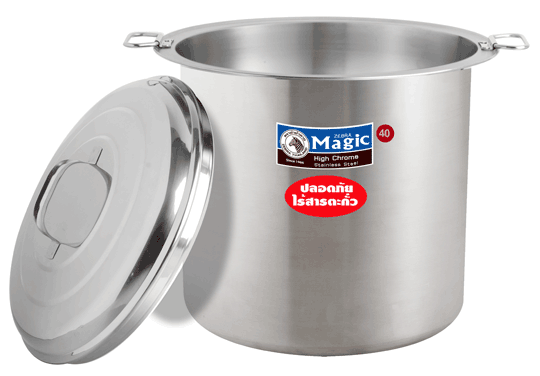 ZEBRA
Magic
40
Since 1964
High Chrome
Stainless Steel
ปลอดภัย
ไร้สารตะกั่ว